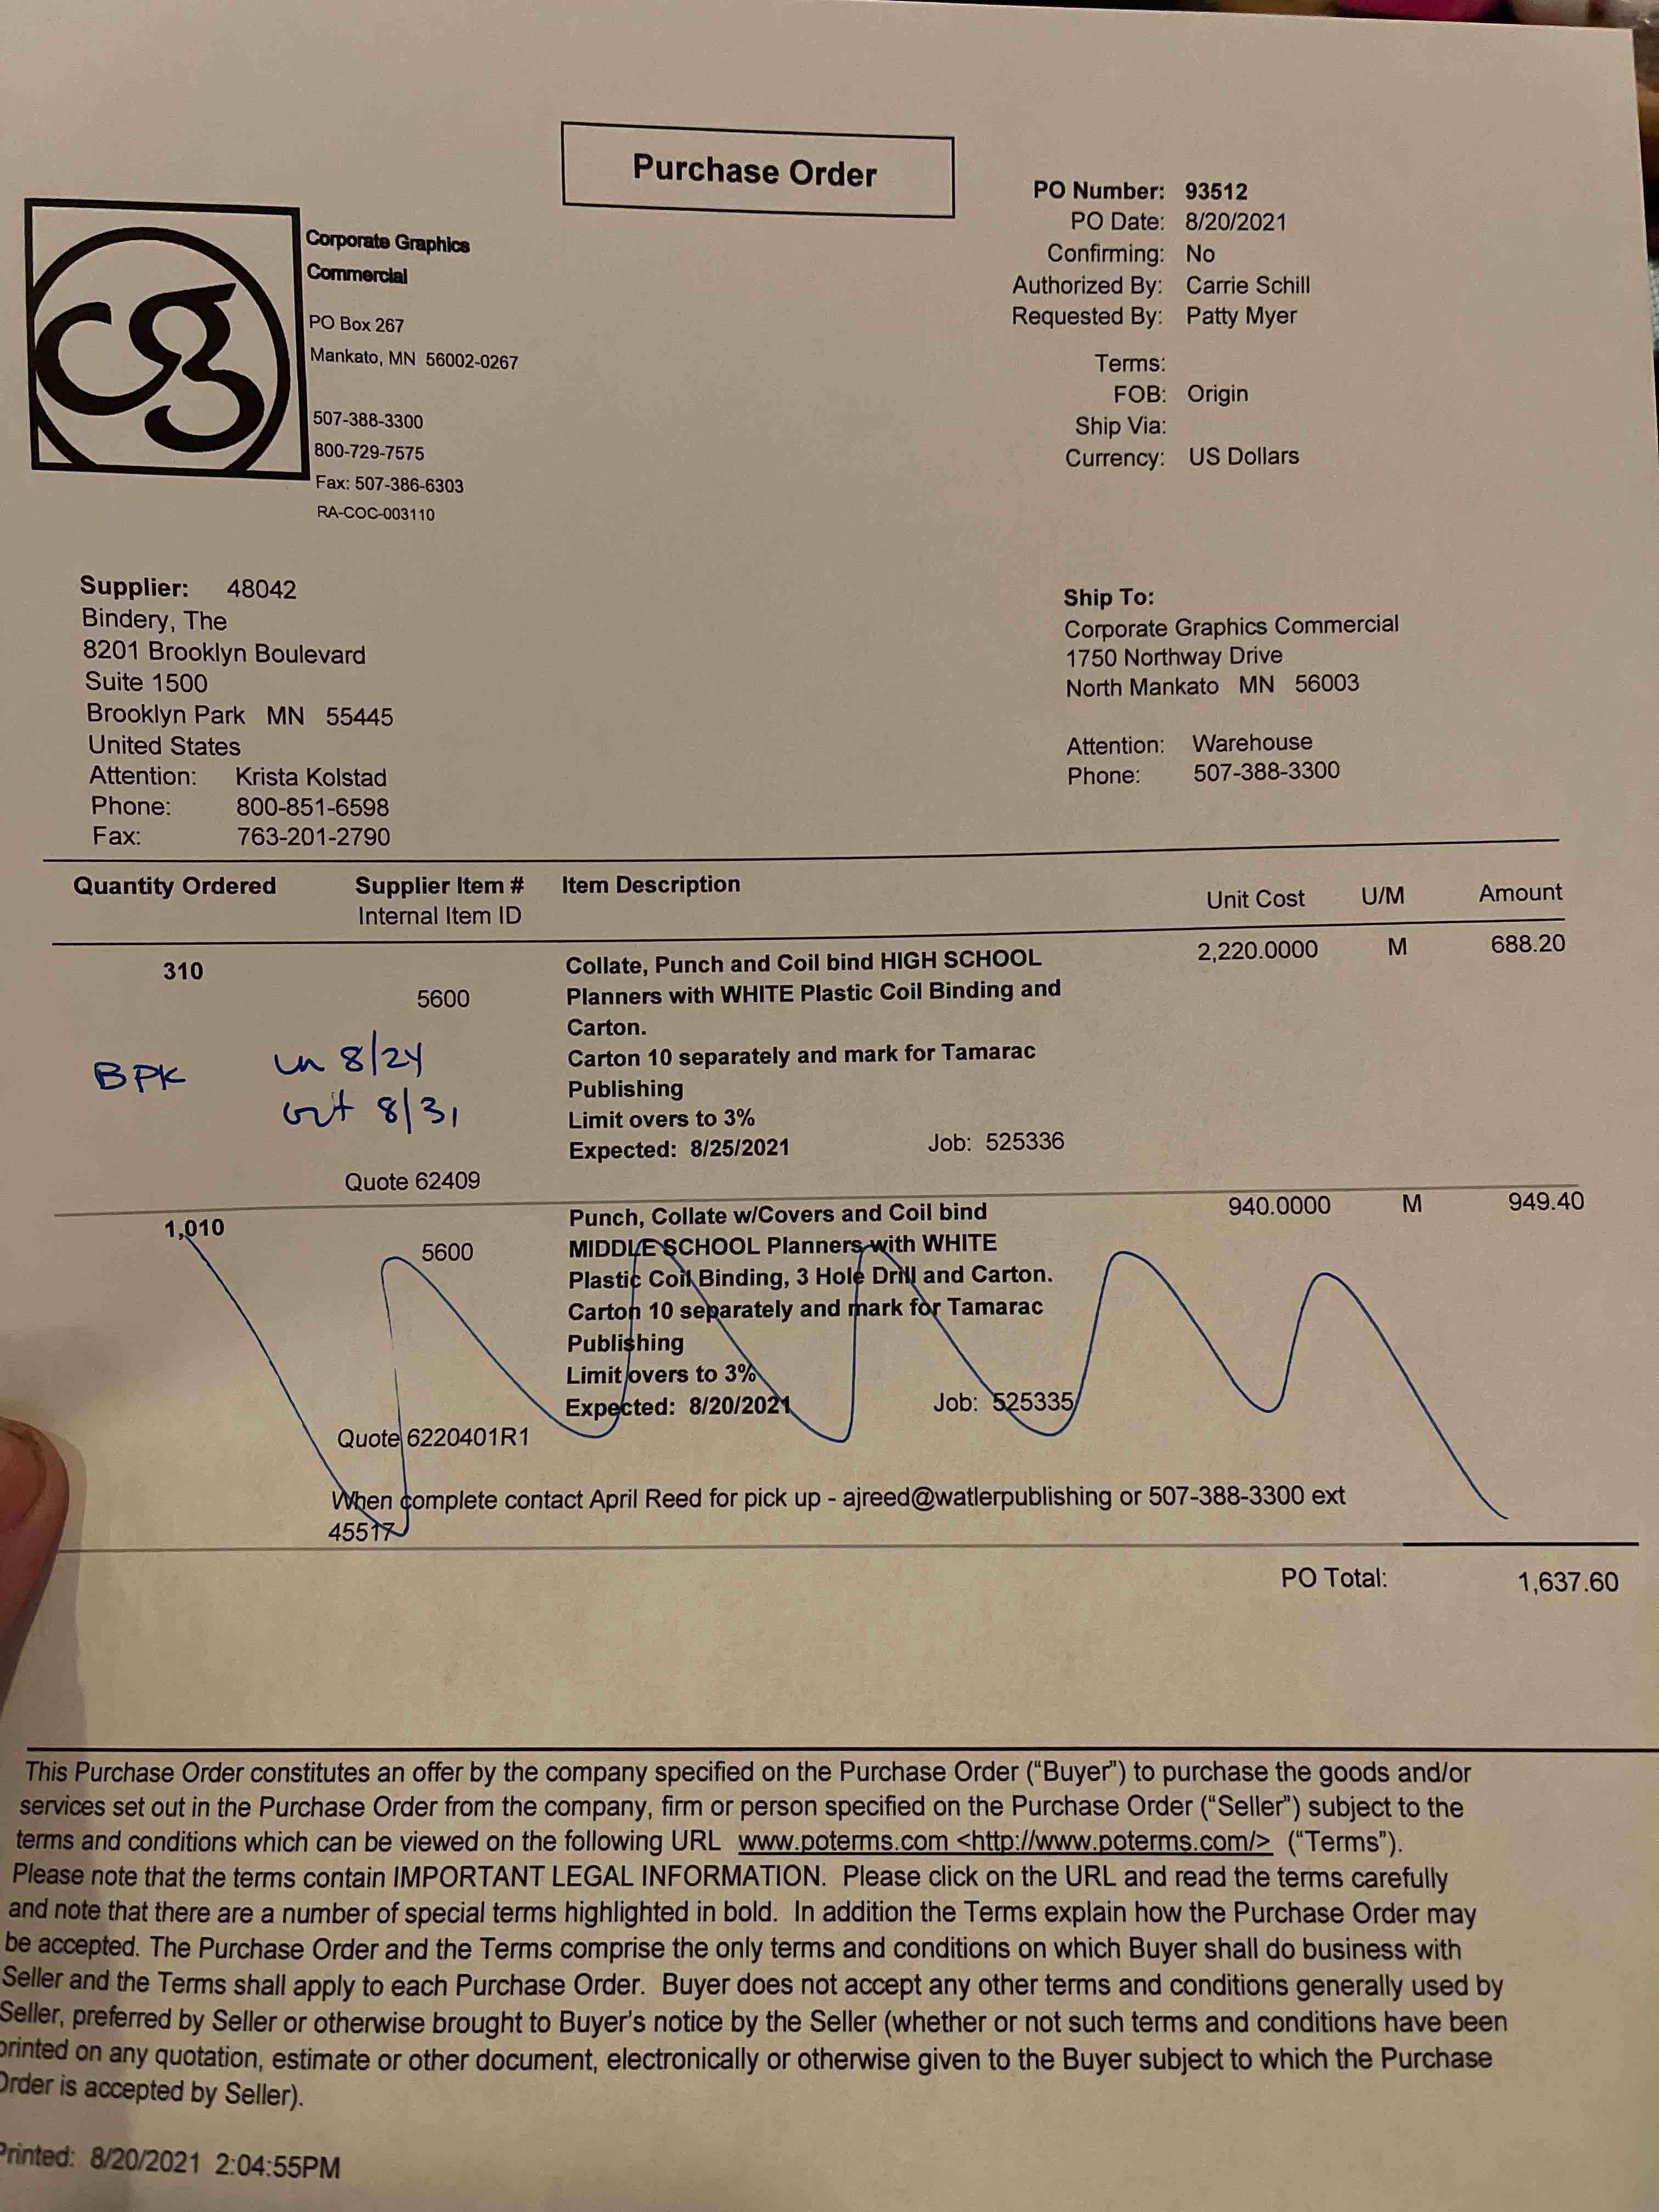 Purchase Order
cg
Corporate Graphics
Commercial
PO Box 267
Mankato, MN 56002-0267
507-388-3300
800-729-7575
Fax: 507-386-6303
RA-COC-003110
PO Number: 93512
PO Date: 8/20/2021
Confirming: No
Authorized By: Carrie Schill
Requested By: Patty Myer
Terms:
FOB: Origin
Ship Via:
Currency: US Dollars
Supplier: 48042
Bindery, The
8201 Brooklyn Boulevard
Suite 1500
Brooklyn Park MN 55445
United States
Attention: Krista Kolstad
Phone: 800-851-6598
Fax: 763-201-2790
Ship To:
Corporate Graphics Commercial
1750 Northway Drive
North Mankato MN 56003
Attention: Warehouse
Phone: 507-388-3300
Quantity Ordered Supplier Item # Item Description Unit Cost U/M Amount
Internal Item ID
310 Collate, Punch and Coil bind HIGH SCHOOL 2,220.0000 M 688.20
5600 Planners with WHITE Plastic Coil Binding and
Carton.
BPK in 8/24 Carton 10 separately and mark for Tamarac
Publishing
out 8/31 Limit overs to 3%
Expected: 8/25/2021 Job: 525336
Quote 62409
1,010 Punch, Collate w/Covers and Coil bind 940.0000 M 949.40
5600 MIDDLE SCHOOL Planners with WHITE
Plastic Coil Binding, 3 Hole Drill and Carton.
Carton 10 separately and mark for Tamarac
Publishing
Limit overs to 3%
Expected: 8/20/2021 Job: 525335
Quote 6220401R1
When complete contact April Reed for pick up - ajreed@watlerpublishing or 507-388-3300 ext
45517
PO Total: 1,637.60
This Purchase Order constitutes an offer by the company specified on the Purchase Order (“Buyer”) to purchase the goods and/or
services set out in the Purchase Order from the company, firm or person specified on the Purchase Order (“Seller”) subject to the
terms and conditions which can be viewed on the following URL www.poterms.com <http://www.poterms.com/> (“Terms”).
Please note that the terms contain IMPORTANT LEGAL INFORMATION. Please click on the URL and read the terms carefully
and note that there are a number of special terms highlighted in bold. In addition the Terms explain how the Purchase Order may
be accepted. The Purchase Order and the Terms comprise the only terms and conditions on which Buyer shall do business with
Seller and the Terms shall apply to each Purchase Order. Buyer does not accept any other terms and conditions generally used by
Seller, preferred by Seller or otherwise brought to Buyer’s notice by the Seller (whether or not such terms and conditions have been
printed on any quotation, estimate or other document, electronically or otherwise given to the Buyer subject to which the Purchase
Order is accepted by Seller).
Printed: 8/20/2021 2:04:55PM